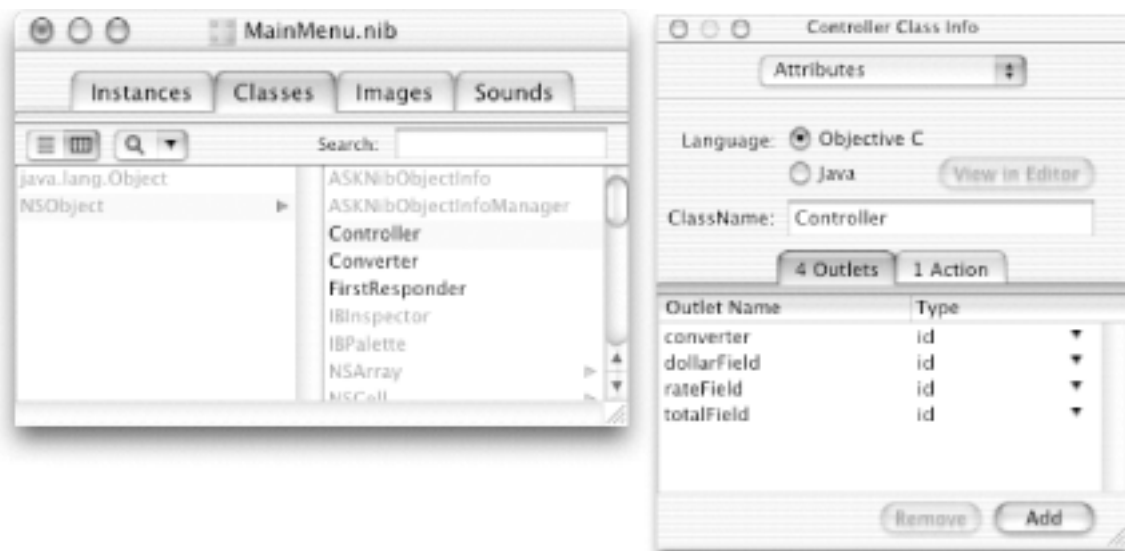 MainMenu.nib
Instances Classes Images Sounds
Search:
java.lang.Object
NSObject
ASKNibObjectInfo
ASKNibObjectInfoManager
Controller
Converter
FirstResponder
IBInspector
IBPalette
NSArray
NSCell
Controller Class Info
Attributes
Language: Objective C
Java View in Editor
ClassName: Controller
4 Outlets 1 Action
Outlet Name Type
converter id
dollarField id
rateField id
totalField id
Remove Add